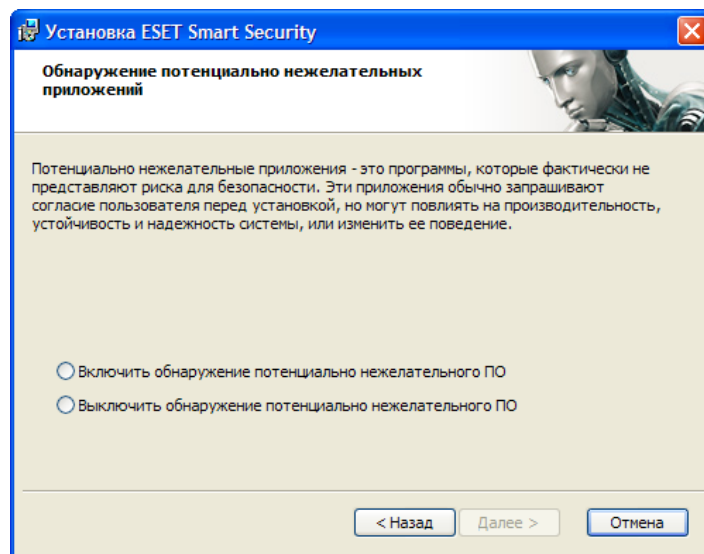 Установка ESET Smart Security
Обнаружение потенциально нежелательных
приложений
Потенциально нежелательные приложения - это программы, которые фактически не
представляют риска для безопасности. Эти приложения обычно запрашивают
согласие пользователя перед установкой, но могут повлиять на производительность,
устойчивость и надежность системы, или изменить ее поведение.
Включить обнаружение потенциально нежелательного ПО
Выключить обнаружение потенциально нежелательного ПО
< Назад
Далее >
Отмена